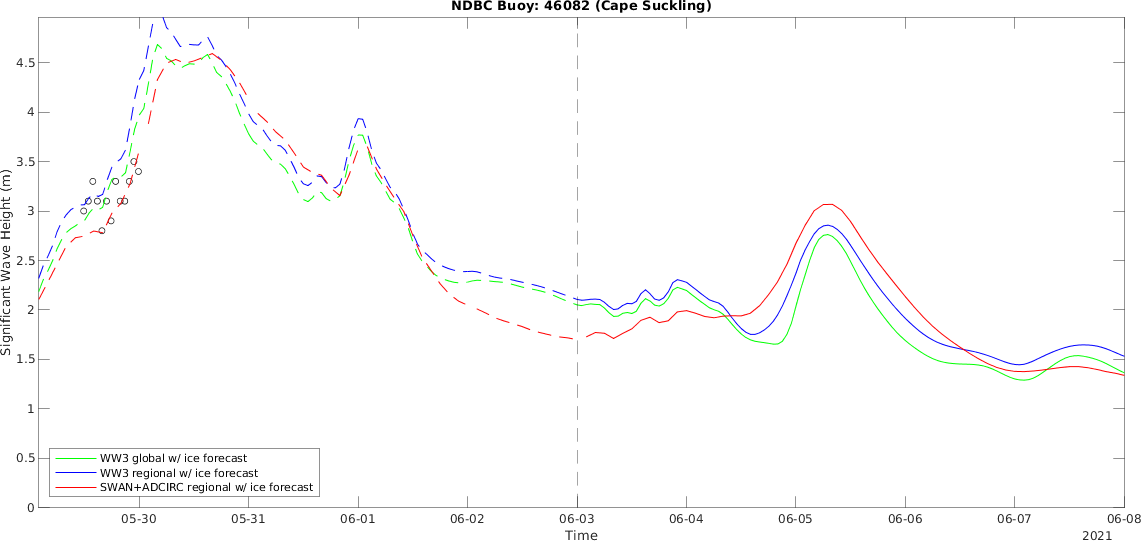 NDBC Buoy: 46082 (Cape Suckling)
Significant Wave Height (m)
4.5
4
3.5
3
2.5
2
1.5
1
0.5
0
WW3 global w/ ice forecast
WW3 regional w/ ice forecast
SWAN+ADCIRC regional w/ ice forecast
05-30 05-31 06-01 06-02 06-03 06-04 06-05 06-06 06-07 06-08
Time
2021